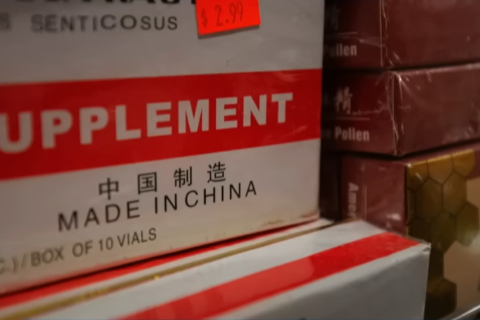 SENTICOSUS
$2.99
UPPLEMENT
中国制造
MADE IN CHINA
C.)/BOX OF 10 VIALS
Pollen
Pollen